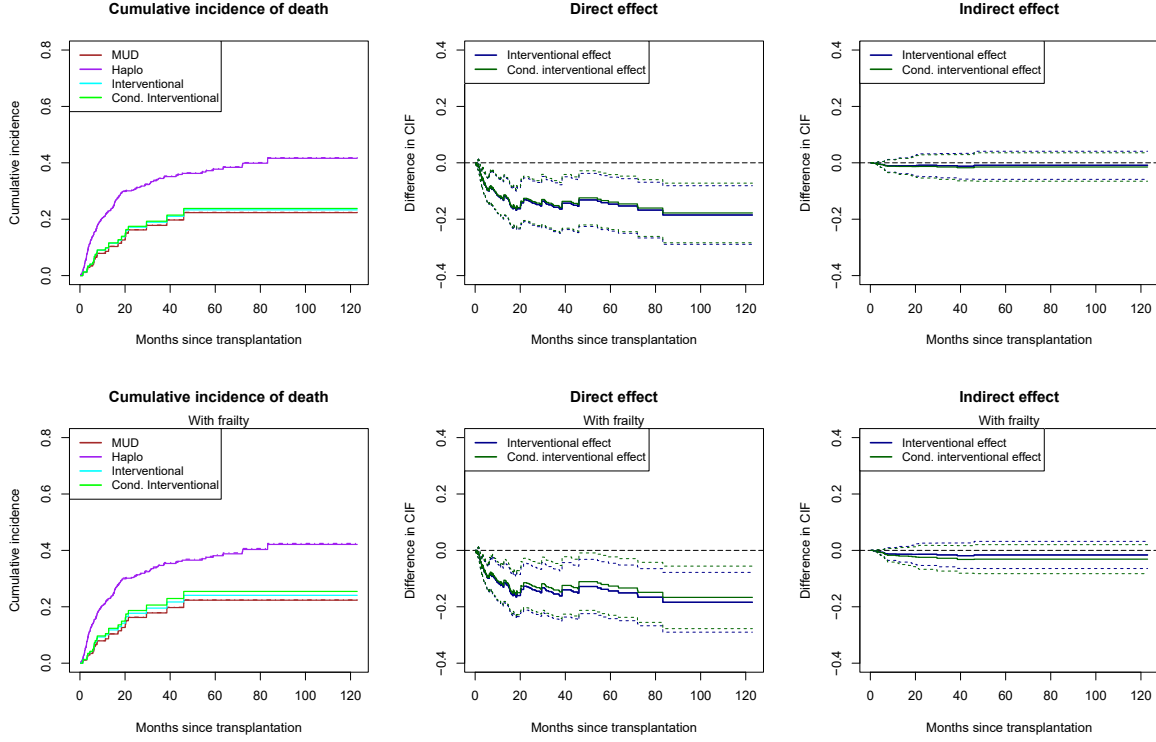 Cumulative incidence of death
Cumulative incidence
0.0 0.2 0.4 0.6 0.8
MUD
Haplo
Interventional
Cond. Interventional
0 20 40 60 80 100 120
Months since transplantation
Direct effect
Difference in CIF
−0.4 −0.2 0.0 0.2 0.4
Interventional effect
Cond. interventional effect
0 20 40 60 80 100 120
Months since transplantation
Indirect effect
Difference in CIF
−0.4 −0.2 0.0 0.2 0.4
Interventional effect
Cond. interventional effect
0 20 40 60 80 100 120
Months since transplantation
Cumulative incidence of death
With frailty
Cumulative incidence
0.0 0.2 0.4 0.6 0.8
MUD
Haplo
Interventional
Cond. Interventional
0 20 40 60 80 100 120
Months since transplantation
Direct effect
With frailty
Difference in CIF
−0.4 −0.2 0.0 0.2 0.4
Interventional effect
Cond. interventional effect
0 20 40 60 80 100 120
Months since transplantation
Indirect effect
With frailty
Difference in CIF
−0.4 −0.2 0.0 0.2 0.4
Interventional effect
Cond. interventional effect
0 20 40 60 80 100 120
Months since transplantation